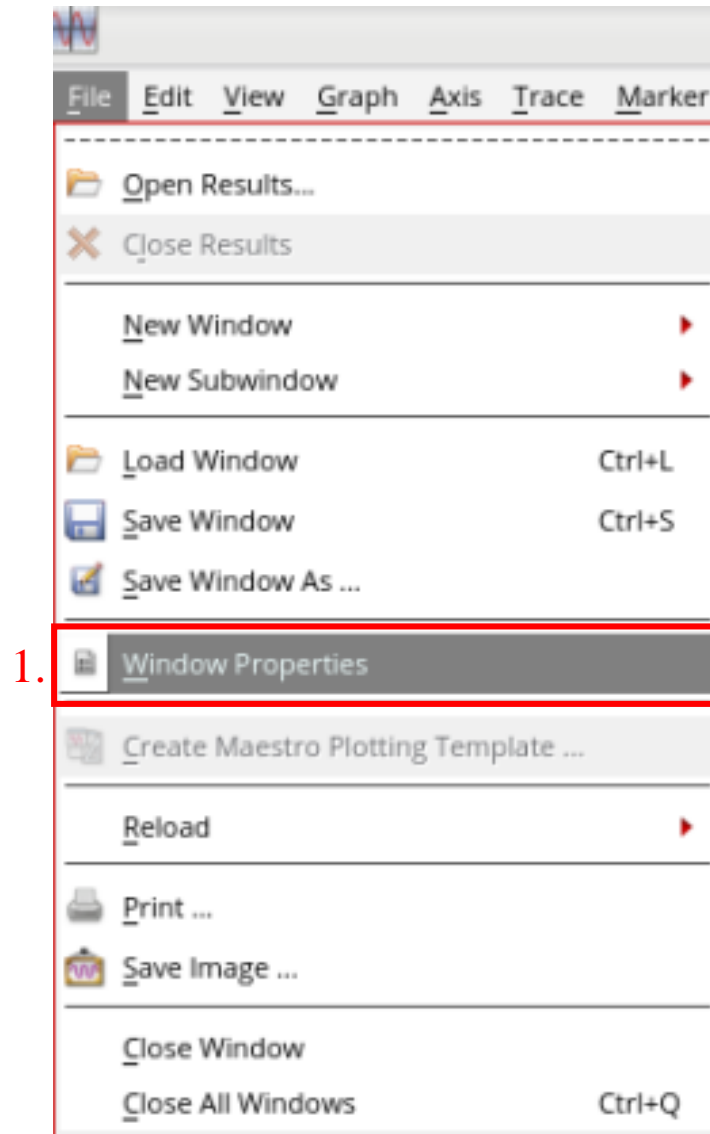 File Edit View Graph Axis Trace Marker
Open Results...
Close Results
New Window
New Subwindow
Load Window Ctrl+L
Save Window Ctrl+S
Save Window As ...
1. Window Properties
Create Maestro Plotting Template ...
Reload
Print ...
Save Image ...
Close Window
Close All Windows Ctrl+Q